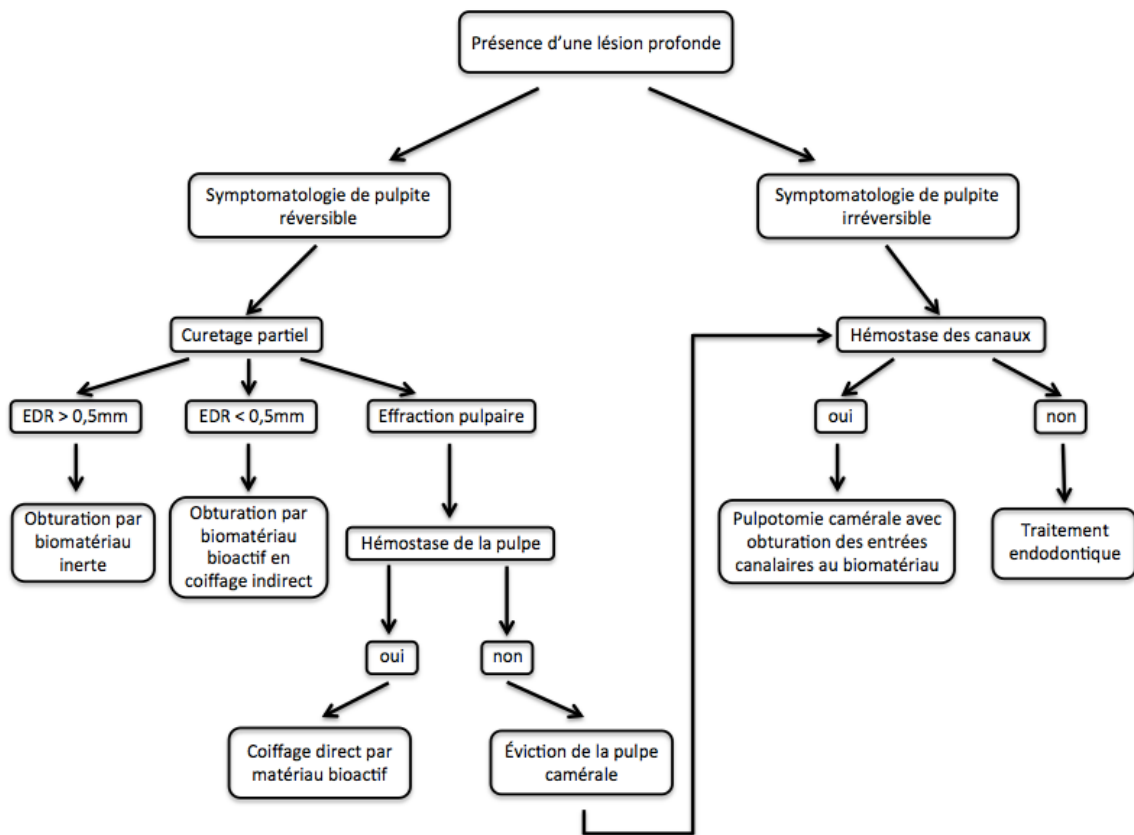 Présence d'une lésion profonde
Symptomatologie de pulpite
réversible
Symptomatologie de pulpite
irréversible
Curetage partiel
Hémostase des canaux
EDR > 0,5mm
EDR < 0,5mm
Effraction pulpaire
oui
non
Obturation par
biomatériau
inerte
Obturation par
biomatériau
bioactif en
coiffage indirect
Hémostase de la pulpe
Pulpotomie camérale avec
obturation des entrées
canalaires au biomatériau
Traitement
endodontique
oui
non
Coiffage direct par
matériau bioactif
Éviction de la pulpe
camérale